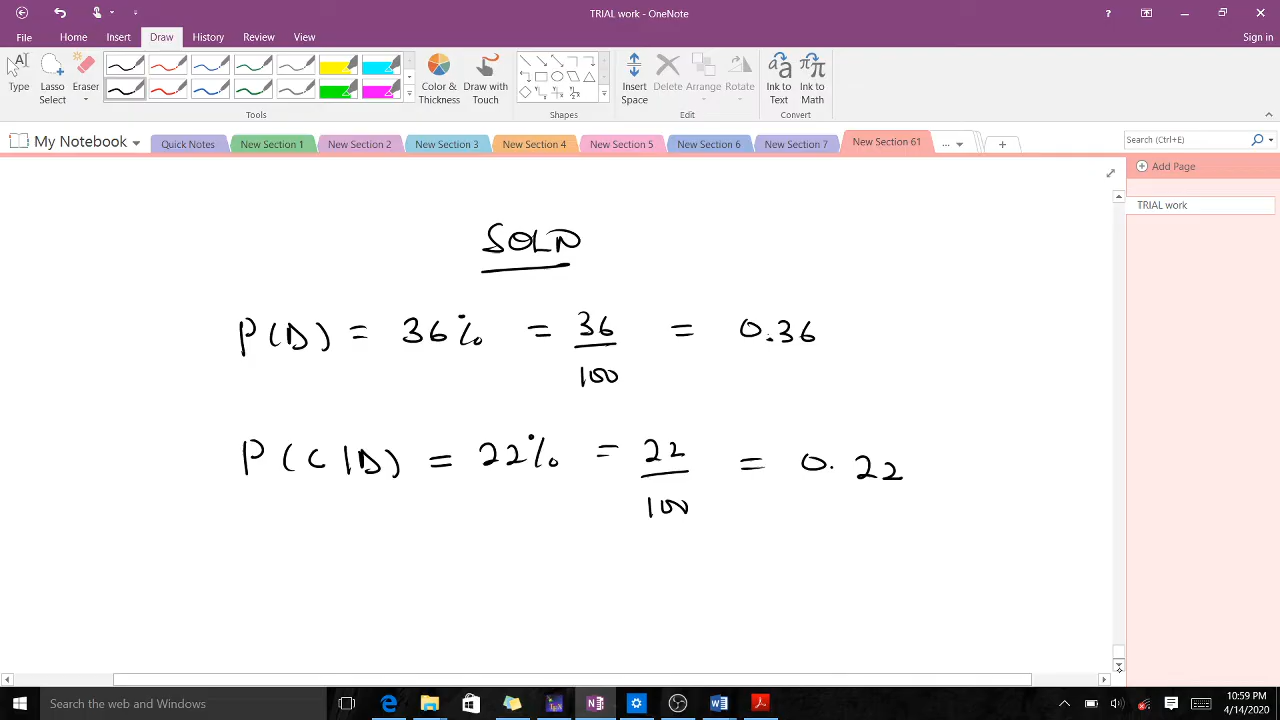 TRIAL work - OneNote
File Home Insert Draw History Review View Sign in
Type Lasso Select Eraser Color & Thickness Draw with Touch Insert Space Delete Arrange Rotate Ink to Text Ink to Math
Tools Shapes Edit Convert
My Notebook Quick Notes New Section 1 New Section 2 New Section 3 New Section 4 New Section 5 New Section 6 New Section 7 New Section 61 ... Search (Ctrl+E)
Add Page
TRIAL work
SOLN
P(D) = 36% = 36/100 = 0.36
P(C|D) = 22% = 22/100 = 0.22
Search the web and Windows
10:59 PM
4/14/2020